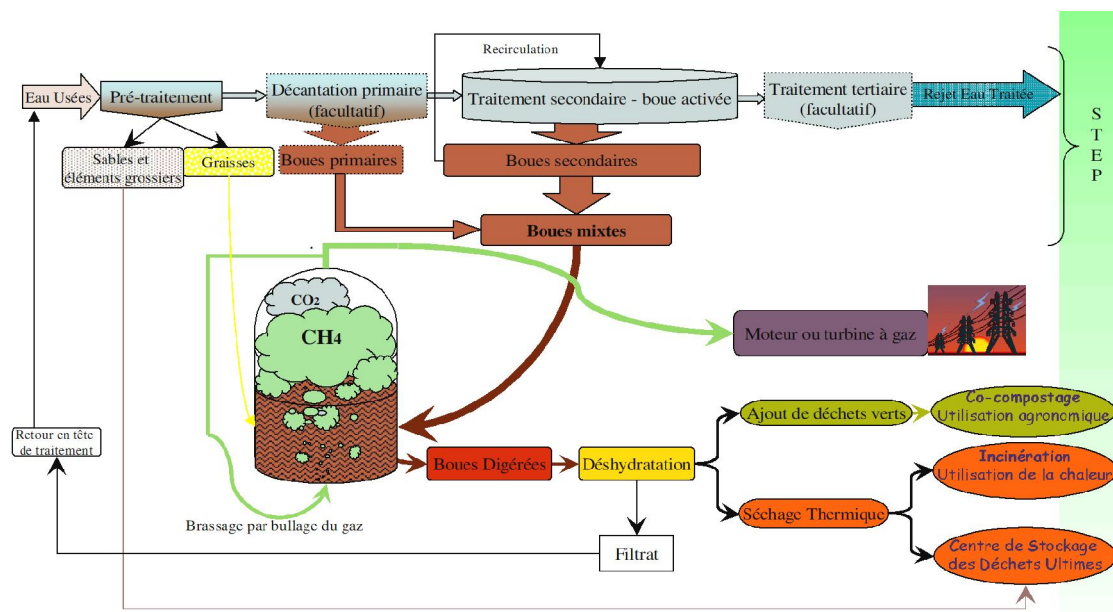 Recirculation
Eau Usées
Pré-traitement
Décantation primaire
(facultatif)
Traitement secondaire - boue activée
Traitement tertiaire
(facultatif)
Rejet Eau Traitée
S
T
E
P
Sables et
éléments grossiers
Graisses
Boues primaires
Boues secondaires
Boues mixtes
CO2
CH4
Moteur ou turbine à gaz
Retour en tête
de traitement
Boues Digérées
Déshydratation
Ajout de déchets verts
Co-compostage
Utilisation agronomique
Incinération
Utilisation de la chaleur
Séchage Thermique
Brassage par bullage du gaz
Filtrat
Centre de Stockage
des Déchets Ultimes